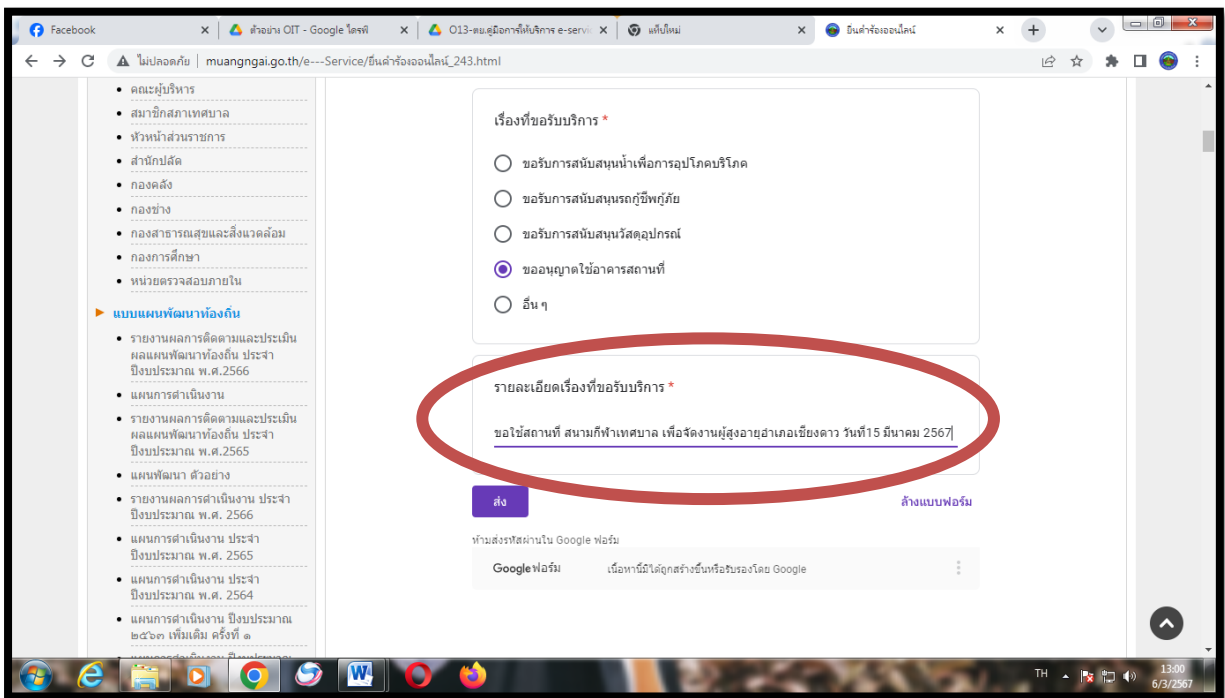 Facebook
ตัวอย่าง OIT - Google ไดรฟ์
O13-ตย.คู่มือการให้บริการ e-servic
แท็บใหม่
ยื่นคำร้องออนไลน์
ไม่ปลอดภัย
muangngai.go.th/e---Service/ยื่นคำร้องออนไลน์_243.html
คณะผู้บริหาร
สมาชิกสภาเทศบาล
หัวหน้าส่วนราชการ
สำนักปลัด
กองคลัง
กองช่าง
กองสาธารณสุขและสิ่งแวดล้อม
กองการศึกษา
หน่วยตรวจสอบภายใน
แบบแผนพัฒนาท้องถิ่น
รายงานผลการติดตามและประเมิน
ผลแผนพัฒนาท้องถิ่น ประจำ
ปีงบประมาณ พ.ศ.2566
แผนการดำเนินงาน
รายงานผลการติดตามและประเมิน
ผลแผนพัฒนาท้องถิ่น ประจำ
ปีงบประมาณ พ.ศ.2565
แผนพัฒนา ตัวอย่าง
รายงานผลการดำเนินงาน ประจำ
ปีงบประมาณ พ.ศ. 2566
แผนการดำเนินงาน ประจำ
ปีงบประมาณ พ.ศ. 2565
แผนการดำเนินงาน ประจำ
ปีงบประมาณ พ.ศ. 2564
แผนการดำเนินงาน ปีงบประมาณ
๒๕๖๓ เพิ่มเติม ครั้งที่ ๑
เรื่องที่ขอรับบริการ *
ขอรับการสนับสนุนน้ำเพื่อการอุปโภคบริโภค
ขอรับการสนับสนุนรถกู้ชีพกู้ภัย
ขอรับการสนับสนุนวัสดุอุปกรณ์
ขออนุญาตใช้อาคารสถานที่
อื่น ๆ
รายละเอียดเรื่องที่ขอรับบริการ *
ขอใช้สถานที่ สนามกีฬาเทศบาล เพื่อจัดงานผู้สูงอายุอำเภอเชียงดาว วันที่15 มีนาคม 2567
ส่ง
ล้างแบบฟอร์ม
ห้ามส่งรหัสผ่านใน Google ฟอร์ม
Google ฟอร์ม
เนื้อหานี้มิได้ถูกสร้างขึ้นหรือรับรองโดย Google
TH
13:00
6/3/2567